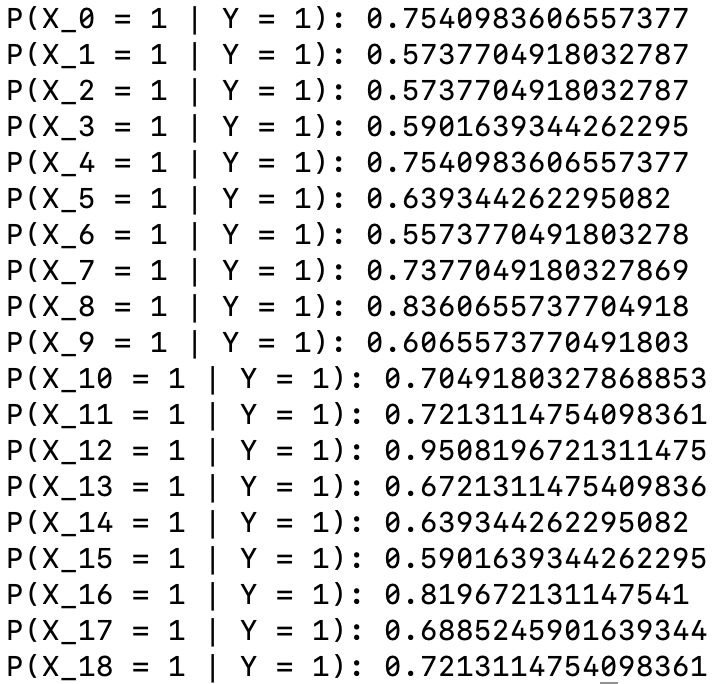 P(X_0 = 1 | Y = 1): 0.7540983606557377
P(X_1 = 1 | Y = 1): 0.5737704918032787
P(X_2 = 1 | Y = 1): 0.5737704918032787
P(X_3 = 1 | Y = 1): 0.5901639344262295
P(X_4 = 1 | Y = 1): 0.7540983606557377
P(X_5 = 1 | Y = 1): 0.639344262295082
P(X_6 = 1 | Y = 1): 0.5573770491803278
P(X_7 = 1 | Y = 1): 0.7377049180327869
P(X_8 = 1 | Y = 1): 0.8360655737704918
P(X_9 = 1 | Y = 1): 0.6065573770491803
P(X_10 = 1 | Y = 1): 0.7049180327868853
P(X_11 = 1 | Y = 1): 0.7213114754098361
P(X_12 = 1 | Y = 1): 0.9508196721311475
P(X_13 = 1 | Y = 1): 0.6721311475409836
P(X_14 = 1 | Y = 1): 0.639344262295082
P(X_15 = 1 | Y = 1): 0.5901639344262295
P(X_16 = 1 | Y = 1): 0.819672131147541
P(X_17 = 1 | Y = 1): 0.6885245901639344
P(X_18 = 1 | Y = 1): 0.7213114754098361